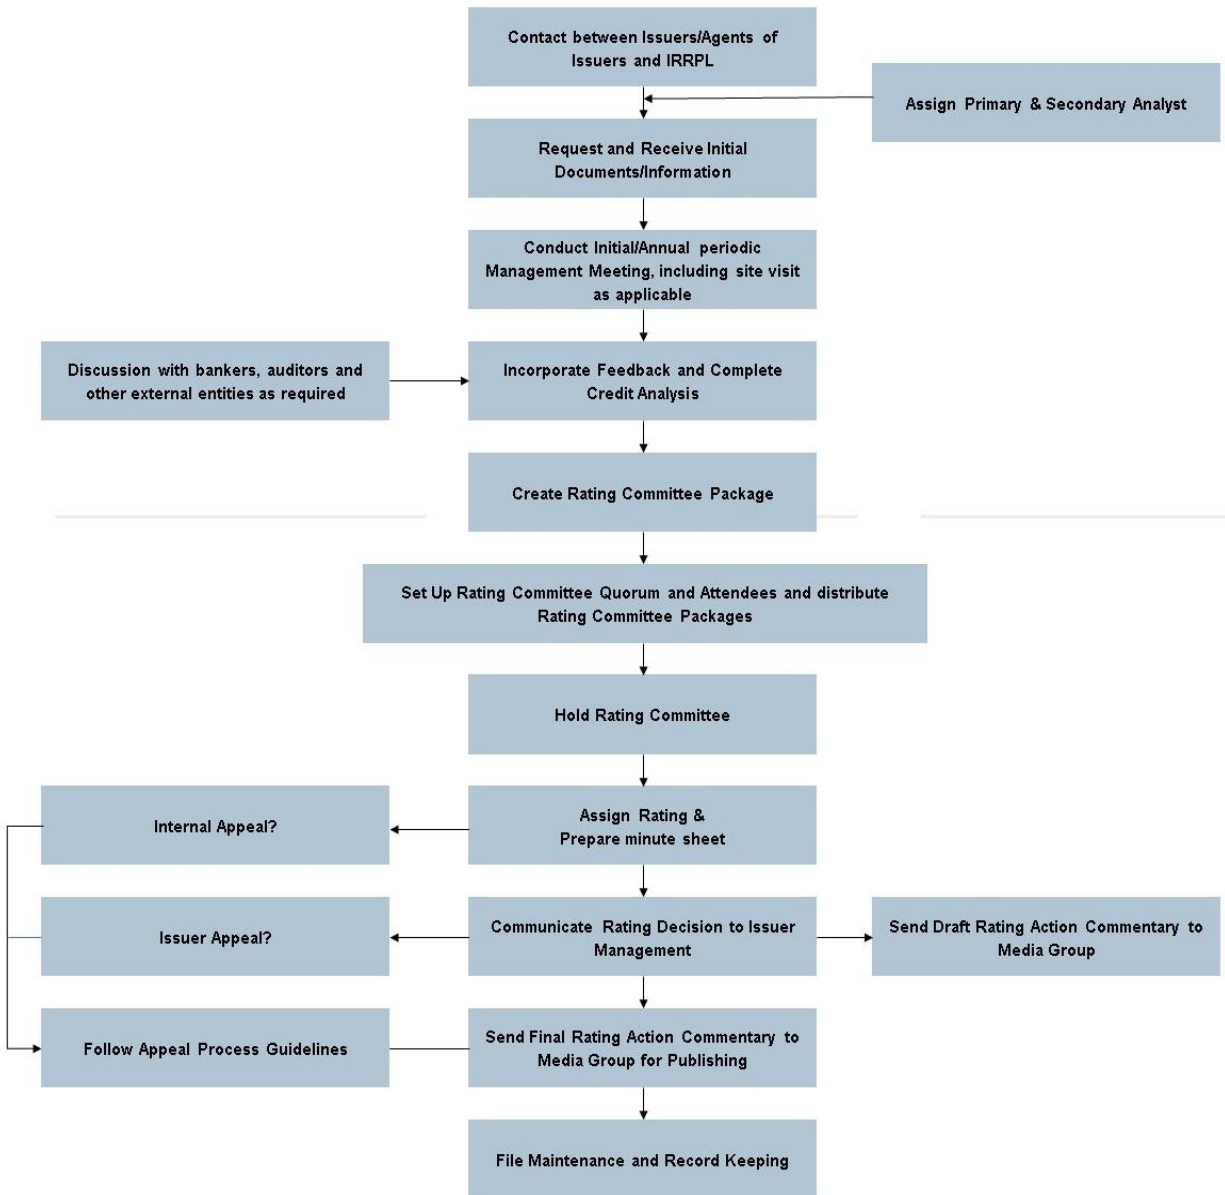 Contact between Issuers/Agents of
Issuers and IRRPL
Assign Primary & Secondary Analyst
Request and Receive Initial
Documents/Information
Conduct Initial/Annual periodic
Management Meeting, including site visit
as applicable
Discussion with bankers, auditors and
other external entities as required
Incorporate Feedback and Complete
Credit Analysis
Create Rating Committee Package
Set Up Rating Committee Quorum and Attendees and distribute
Rating Committee Packages
Hold Rating Committee
Internal Appeal?
Assign Rating &
Prepare minute sheet
Issuer Appeal?
Communicate Rating Decision to Issuer
Management
Send Draft Rating Action Commentary to
Media Group
Follow Appeal Process Guidelines
Send Final Rating Action Commentary to
Media Group for Publishing
File Maintenance and Record Keeping